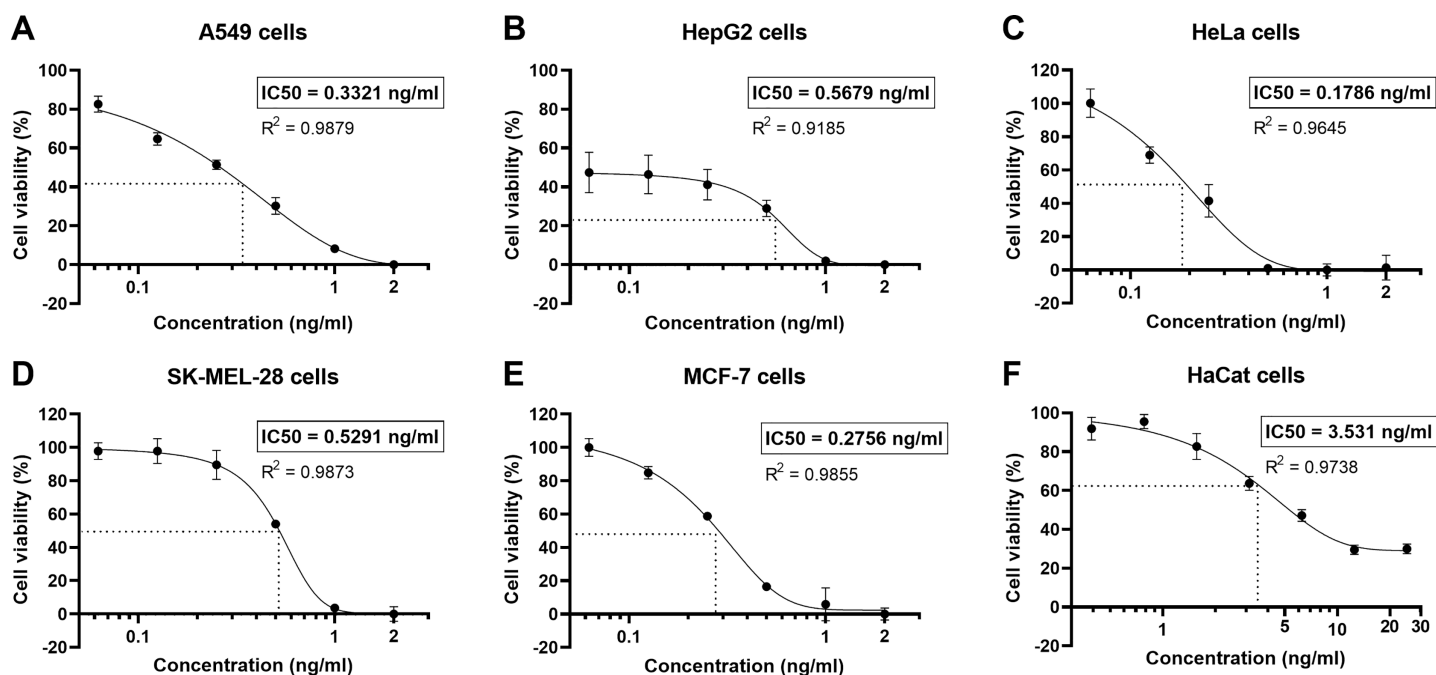 A
A549 cells
IC50 = 0.3321 ng/ml
R² = 0.9879
Cell viability (%)
100
80
60
40
20
0
-20
0.1
1
2
Concentration (ng/ml)
B
HepG2 cells
IC50 = 0.5679 ng/ml
R² = 0.9185
Cell viability (%)
100
80
60
40
20
0
-20
0.1
1
2
Concentration (ng/ml)
C
HeLa cells
IC50 = 0.1786 ng/ml
R² = 0.9645
Cell viability (%)
120
100
80
60
40
20
0
-20
0.1
1
2
Concentration (ng/ml)
D
SK-MEL-28 cells
IC50 = 0.5291 ng/ml
R² = 0.9873
Cell viability (%)
120
100
80
60
40
20
0
-20
0.1
1
2
Concentration (ng/ml)
E
MCF-7 cells
IC50 = 0.2756 ng/ml
R² = 0.9855
Cell viability (%)
120
100
80
60
40
20
0
-20
0.1
1
2
Concentration (ng/ml)
F
HaCat cells
IC50 = 3.531 ng/ml
R² = 0.9738
Cell viability (%)
100
80
60
40
20
0
-20
1
5
10
20
30
Concentration (ng/ml)